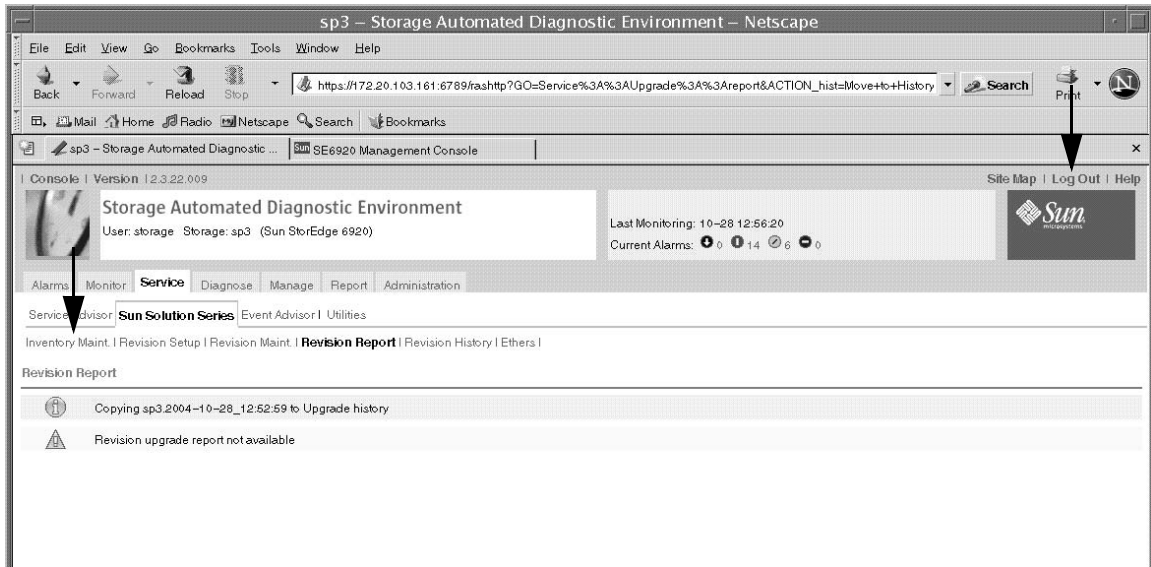 sp3 – Storage Automated Diagnostic Environment – Netscape
File Edit View Go Bookmarks Tools Window Help
Back Forward Reload Stop https://172.20.103.161:6789/rashttp?GO=Service%3A%3AUpgrade%3A%3Areport&ACTION_hist=Move+to+History Search Print N
Mail Home Radio Netscape Search Bookmarks
sp3 – Storage Automated Diagnostic ... Sun SE6920 Management Console
| Console | Version | 2.3.22.009 Site Map | Log Out | Help
Storage Automated Diagnostic Environment
User: storage Storage: sp3 (Sun StorEdge 6920)
Last Monitoring: 10–28 12:56:20
Current Alarms: 0 14 6 0
Sun
microsystems
Alarms Monitor Service Diagnose Manage Report Administration
Service Advisor Sun Solution Series Event Advisor | Utilities
Inventory Maint. | Revision Setup | Revision Maint. | Revision Report | Revision History | Ethers |
Revision Report
Copying sp3.2004–10–28_12:52:59 to Upgrade history
Revision upgrade report not available